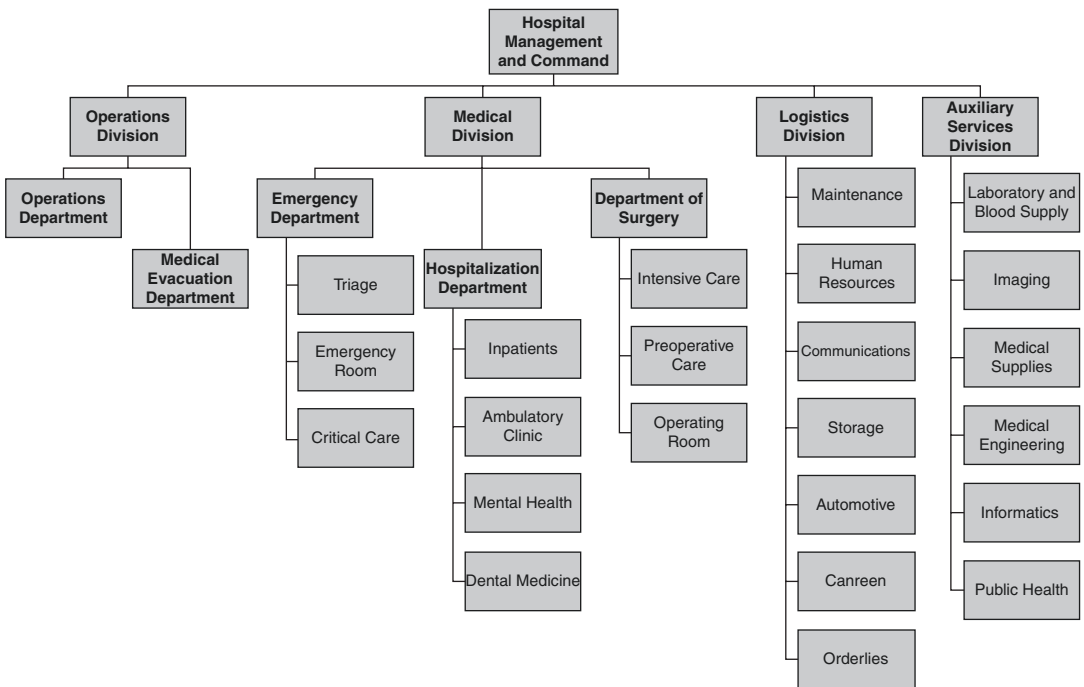 Hospital
Management
and Command
Operations
Division
Medical
Division
Logistics
Division
Auxiliary
Services
Division
Operations
Department
Medical
Evacuation
Department
Emergency
Department
Triage
Emergency
Room
Critical Care
Hospitalization
Department
Inpatients
Ambulatory
Clinic
Mental Health
Dental Medicine
Department of
Surgery
Intensive Care
Preoperative
Care
Operating
Room
Maintenance
Human
Resources
Communications
Storage
Automotive
Canreen
Orderlies
Laboratory and
Blood Supply
Imaging
Medical
Supplies
Medical
Engineering
Informatics
Public Health